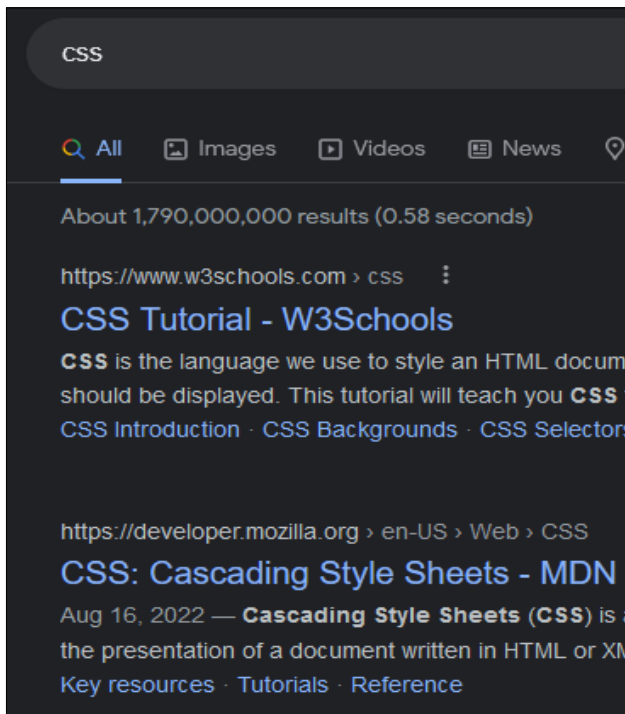 css
All Images Videos News
About 1,790,000,000 results (0.58 seconds)
https://www.w3schools.com › css
CSS Tutorial - W3Schools
CSS is the language we use to style an HTML docum
should be displayed. This tutorial will teach you CSS
CSS Introduction · CSS Backgrounds · CSS Selectors
https://developer.mozilla.org › en-US › Web › CSS
CSS: Cascading Style Sheets - MDN
Aug 16, 2022 — Cascading Style Sheets (CSS) is
the presentation of a document written in HTML or XM
Key resources · Tutorials · Reference